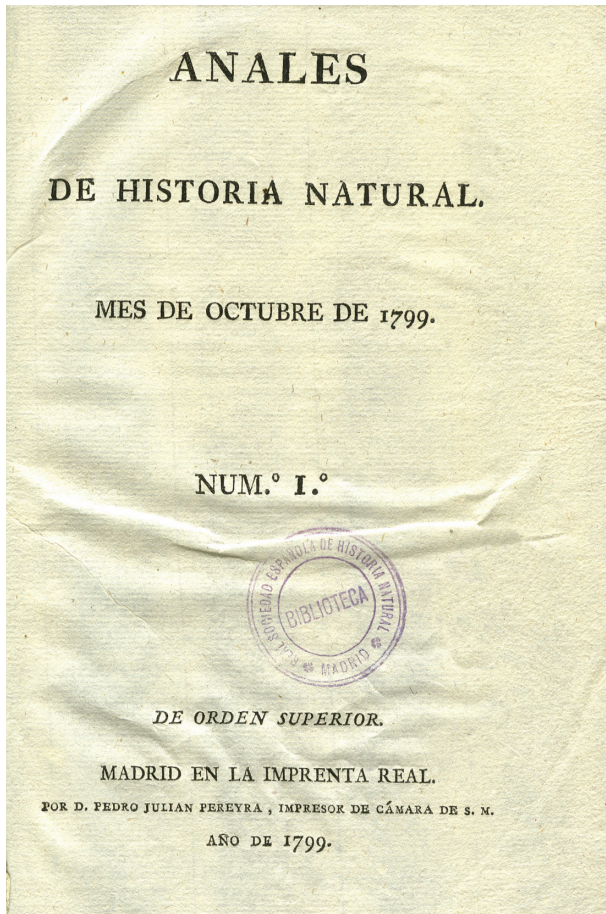 ANALES
DE HISTORIA NATURAL.
MES DE OCTUBRE DE 1799.
NUM.º I.º
REAL SOCIEDAD ESPAÑOLA DE HISTORIA NATURAL
BIBLIOTECA
MADRID
DE ORDEN SUPERIOR.
MADRID EN LA IMPRENTA REAL.
POR D. PEDRO JULIAN PEREYRA , IMPRESOR DE CÁMARA DE S. M.
AÑO DE 1799.